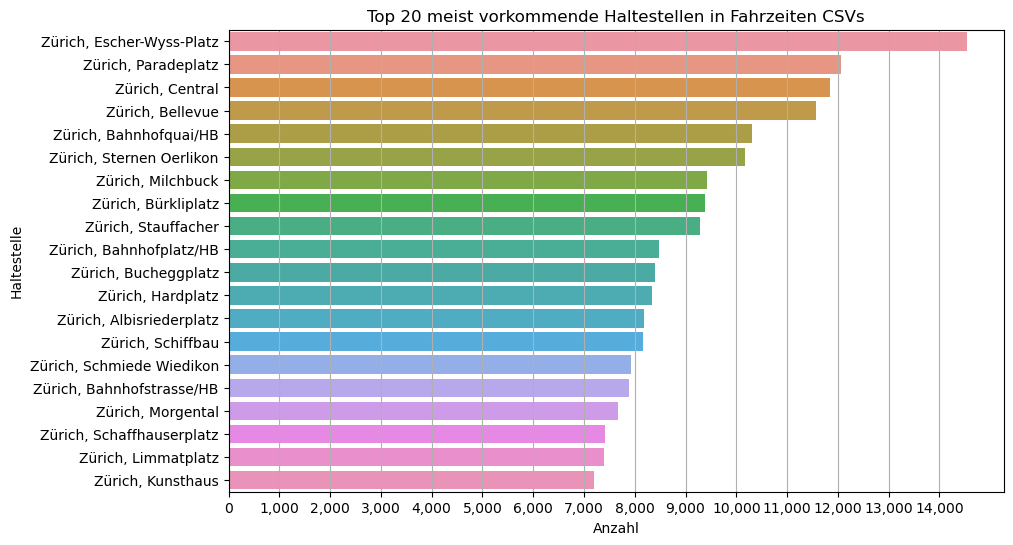 Top 20 meist vorkommende Haltestellen in Fahrzeiten CSVs
Haltestelle
Zürich, Escher-Wyss-Platz
Zürich, Paradeplatz
Zürich, Central
Zürich, Bellevue
Zürich, Bahnhofquai/HB
Zürich, Sternen Oerlikon
Zürich, Milchbuck
Zürich, Bürkliplatz
Zürich, Stauffacher
Zürich, Bahnhofplatz/HB
Zürich, Bucheggplatz
Zürich, Hardplatz
Zürich, Albisriederplatz
Zürich, Schiffbau
Zürich, Schmiede Wiedikon
Zürich, Bahnhofstrasse/HB
Zürich, Morgental
Zürich, Schaffhauserplatz
Zürich, Limmatplatz
Zürich, Kunsthaus
0 1,000 2,000 3,000 4,000 5,000 6,000 7,000 8,000 9,000 10,000 11,000 12,000 13,000 14,000
Anzahl